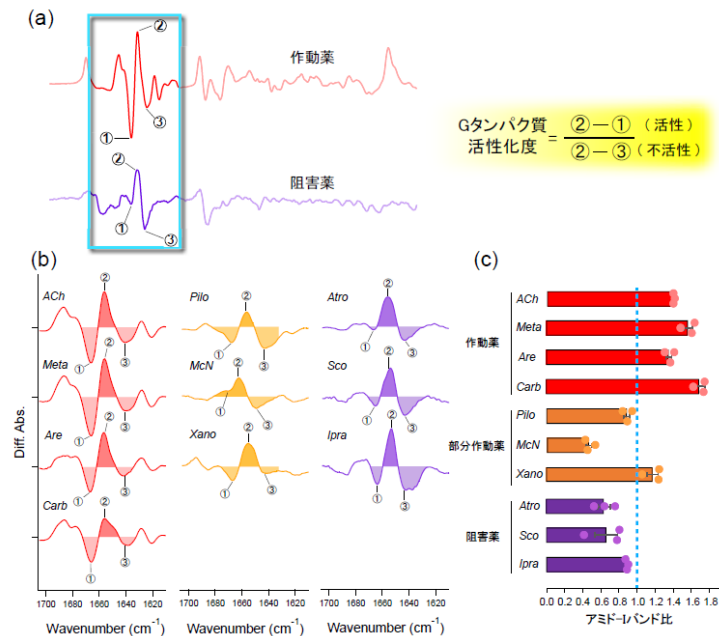 (a)
②
作動薬
①
③
②
阻害薬
①
③
Gタンパク質
活性化度
=
②－① (活性)
②－③ (不活性)
(b)
Diff. Abs.
ACh
②
①
③
Meta
②
①
③
Are
②
①
③
Carb
②
①
③
1700 1680 1660 1640 1620
Wavenumber (cm⁻¹)
Pilo
②
①
③
McN
②
①
③
Xano
②
①
③
1700 1680 1660 1640 1620
Wavenumber (cm⁻¹)
Atro
②
①
③
Sco
②
①
③
Ipra
②
①
③
1700 1680 1660 1640 1620
Wavenumber (cm⁻¹)
(c)
作動薬
ACh
Meta
Are
Carb
部分作動薬
Pilo
McN
Xano
阻害薬
Atro
Sco
Ipra
0.0 0.2 0.4 0.6 0.8 1.0 1.2 1.4 1.6 1.8
アミド-Iバンド比